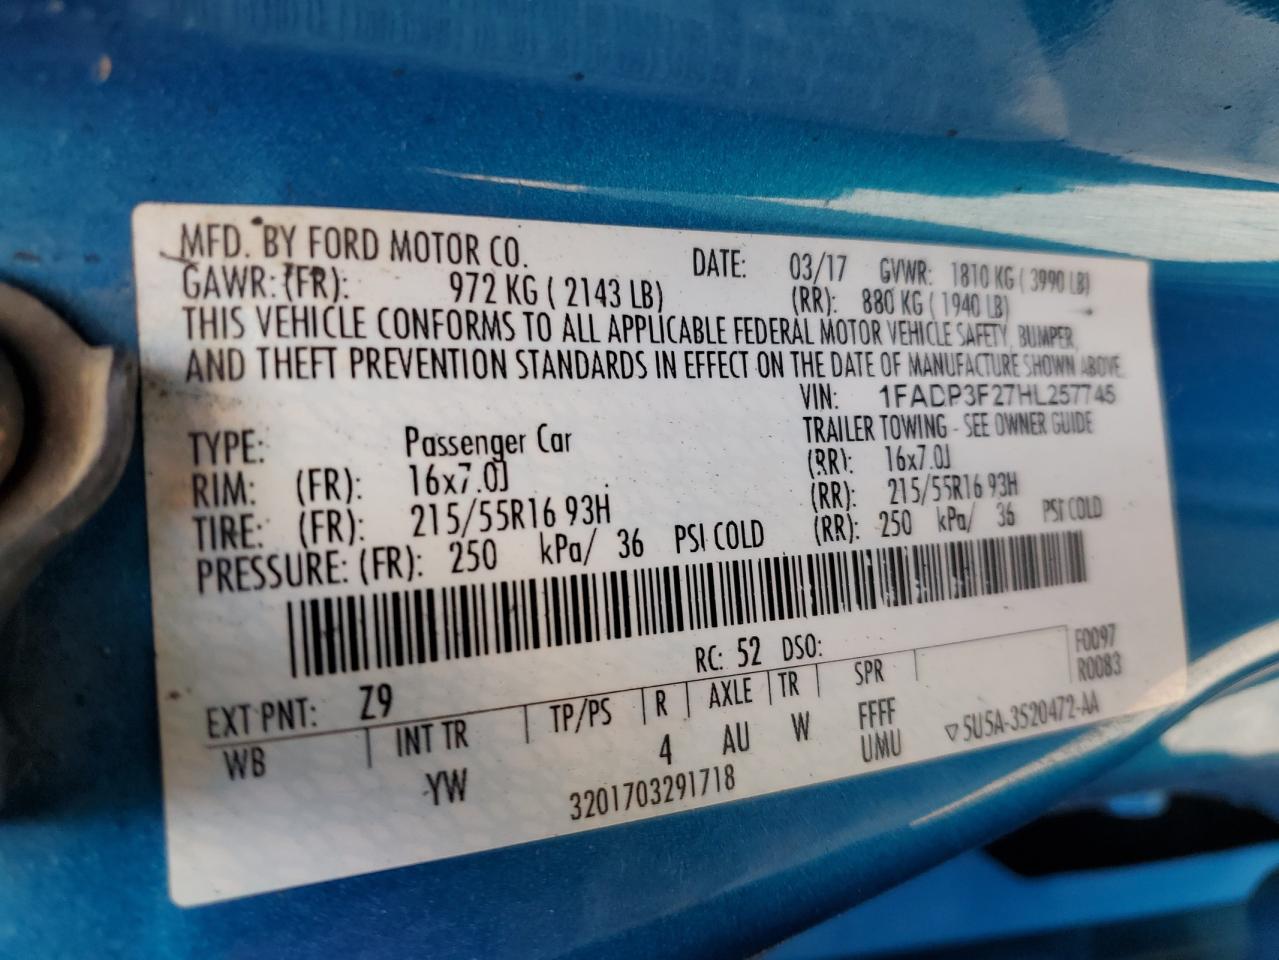 MFD. BY FORD MOTOR CO. DATE: 03/17 GVWR: 1810 KG ( 3990 LB)
GAWR: (FR): 972 KG ( 2143 LB) (RR): 880 KG ( 1940 LB)
THIS VEHICLE CONFORMS TO ALL APPLICABLE FEDERAL MOTOR VEHICLE SAFETY, BUMPER,
AND THEFT PREVENTION STANDARDS IN EFFECT ON THE DATE OF MANUFACTURE SHOWN ABOVE.
VIN: 1FADP3F27HL257745
TYPE: Passenger Car TRAILER TOWING - SEE OWNER GUIDE
RIM: (FR): 16x7.0J (RR): 16x7.0J
TIRE: (FR): 215/55R16 93H (RR): 215/55R16 93H
PRESSURE: (FR): 250 kPa/ 36 PSI COLD (RR): 250 kPa/ 36 PSI COLD
RC: 52 DSO: F0097
EXT PNT: Z9 R0083
WB INT TR TP/PS R AXLE TR SPR
YW 4 AU W FFFF
UMU ▽5U5A-3S20472-AA
3201703291718